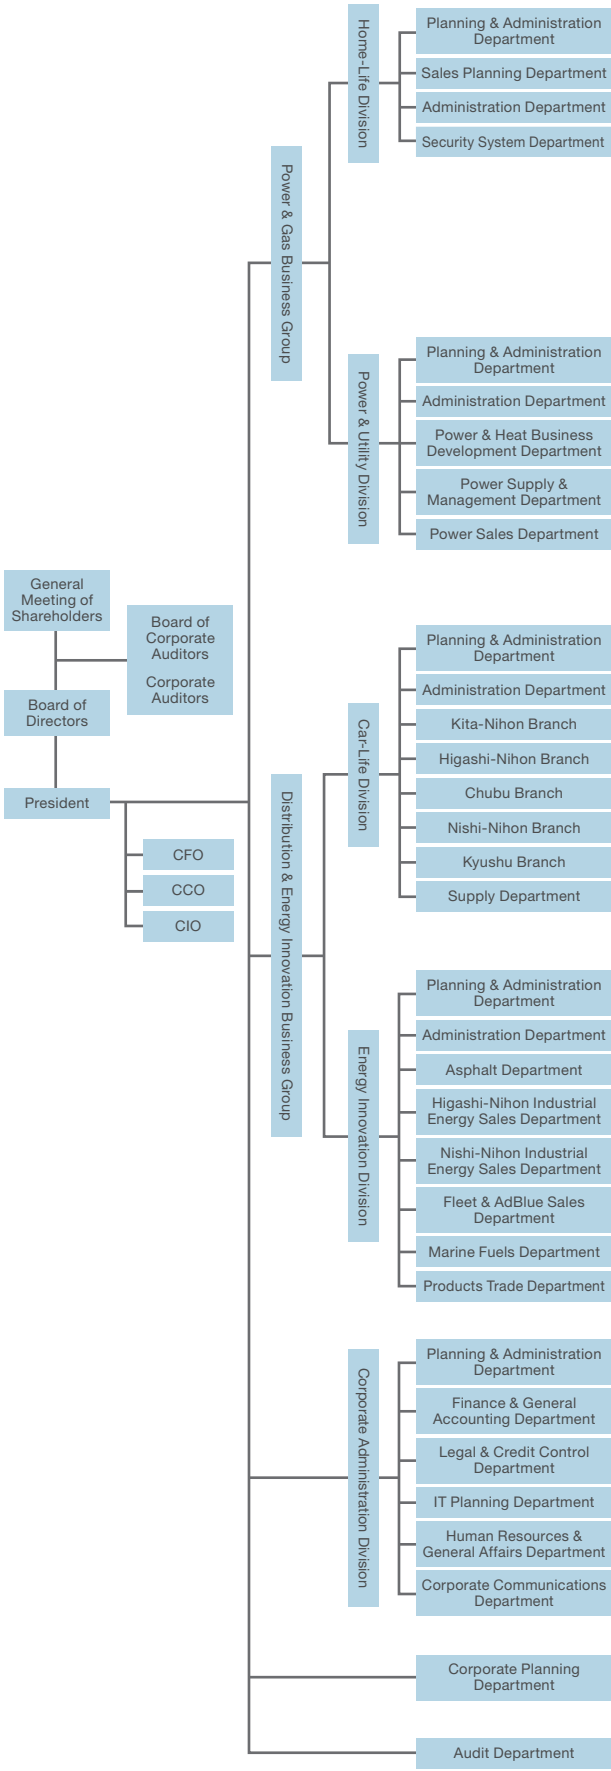 General
Meeting of
Shareholders
Board of
Corporate
Auditors
Corporate
Auditors
Board of
Directors
President
CFO
CCO
CIO
Power & Gas Business Group
Home-Life Division
Planning & Administration
Department
Sales Planning Department
Administration Department
Security System Department
Power & Utility Division
Planning & Administration
Department
Administration Department
Power & Heat Business
Development Department
Power Supply &
Management Department
Power Sales Department
Distribution & Energy Innovation Business Group
Car-Life Division
Planning & Administration
Department
Administration Department
Kita-Nihon Branch
Higashi-Nihon Branch
Chubu Branch
Nishi-Nihon Branch
Kyushu Branch
Supply Department
Energy Innovation Division
Planning & Administration
Department
Administration Department
Asphalt Department
Higashi-Nihon Industrial
Energy Sales Department
Nishi-Nihon Industrial
Energy Sales Department
Fleet & AdBlue Sales
Department
Marine Fuels Department
Products Trade Department
Corporate Administration Division
Planning & Administration
Department
Finance & General
Accounting Department
Legal & Credit Control
Department
IT Planning Department
Human Resources &
General Affairs Department
Corporate Communications
Department
Corporate Planning
Department
Audit Department